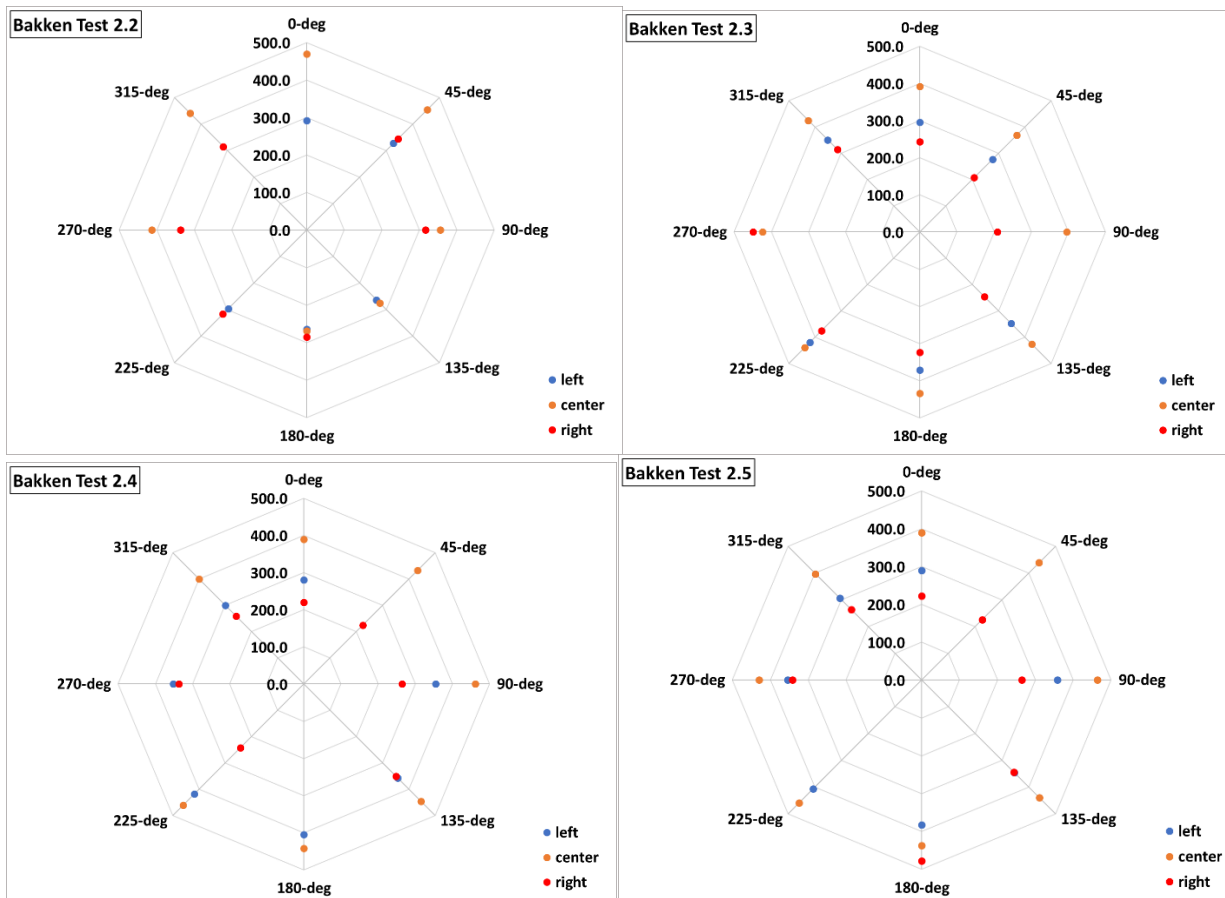 Bakken Test 2.2
0-deg
500.0
400.0
300.0
200.0
100.0
0.0
45-deg
90-deg
135-deg
180-deg
225-deg
270-deg
315-deg
left
center
right
Bakken Test 2.3
0-deg
500.0
400.0
300.0
200.0
100.0
0.0
45-deg
90-deg
135-deg
180-deg
225-deg
270-deg
315-deg
left
center
right
Bakken Test 2.4
0-deg
500.0
400.0
300.0
200.0
100.0
0.0
45-deg
90-deg
135-deg
180-deg
225-deg
270-deg
315-deg
left
center
right
Bakken Test 2.5
0-deg
500.0
400.0
300.0
200.0
100.0
0.0
45-deg
90-deg
135-deg
180-deg
225-deg
270-deg
315-deg
left
center
right